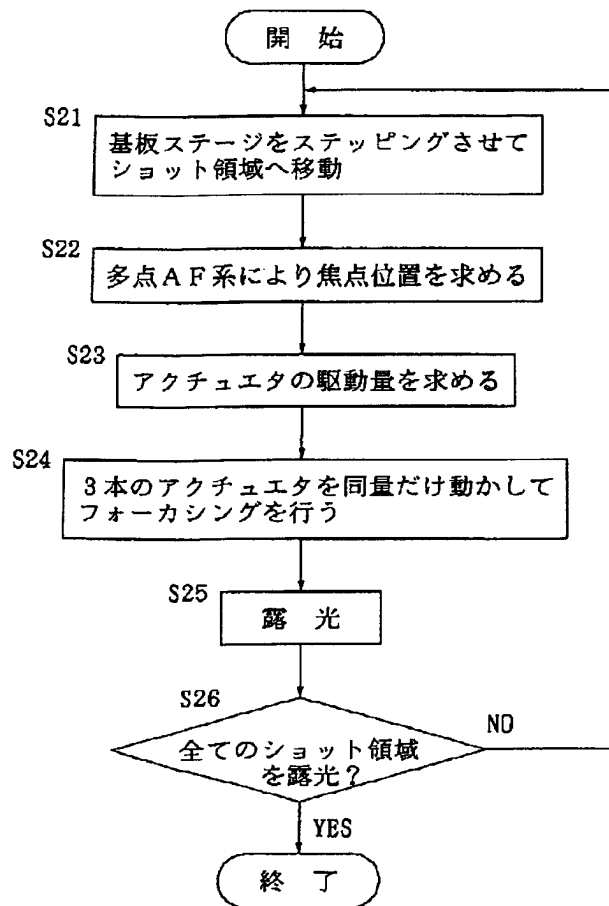 開 始
S21
基板ステージをステッピングさせて
ショット領域へ移動
S22
多点AF系により焦点位置を求める
S23
アクチュエタの駆動量を求める
S24
3本のアクチュエタを同量だけ動かして
フォーカシングを行う
S25
露 光
S26
全てのショット領域
を露光?
NO
YES
終 了